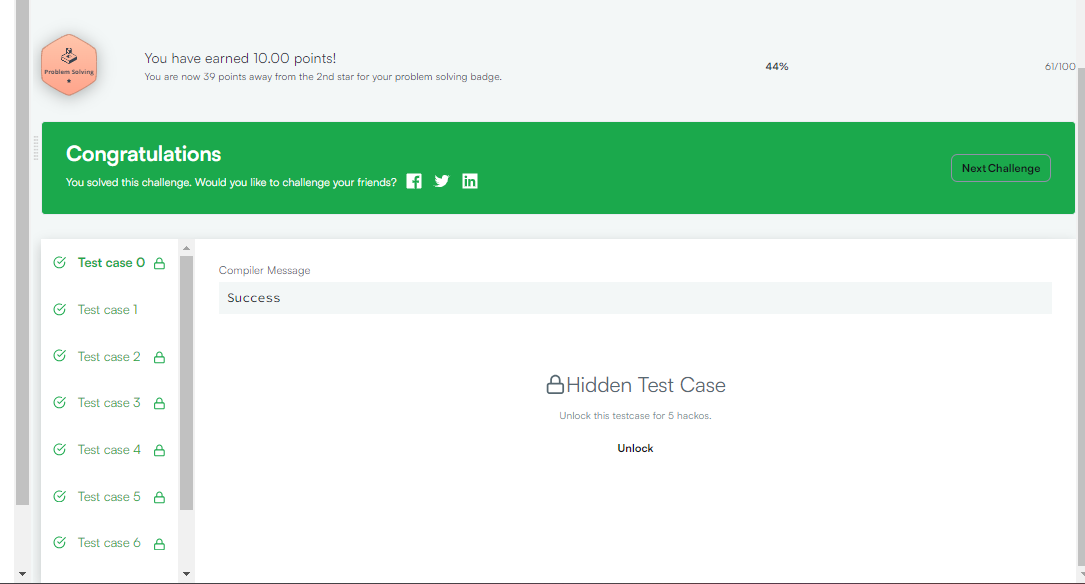 Problem Solving
You have earned 10.00 points!
You are now 39 points away from the 2nd star for your problem solving badge.
44%
61/100
Congratulations
You solved this challenge. Would you like to challenge your friends?
Next Challenge
Test case 0
Test case 1
Test case 2
Test case 3
Test case 4
Test case 5
Test case 6
Compiler Message
Success
Hidden Test Case
Unlock this testcase for 5 hackos.
Unlock